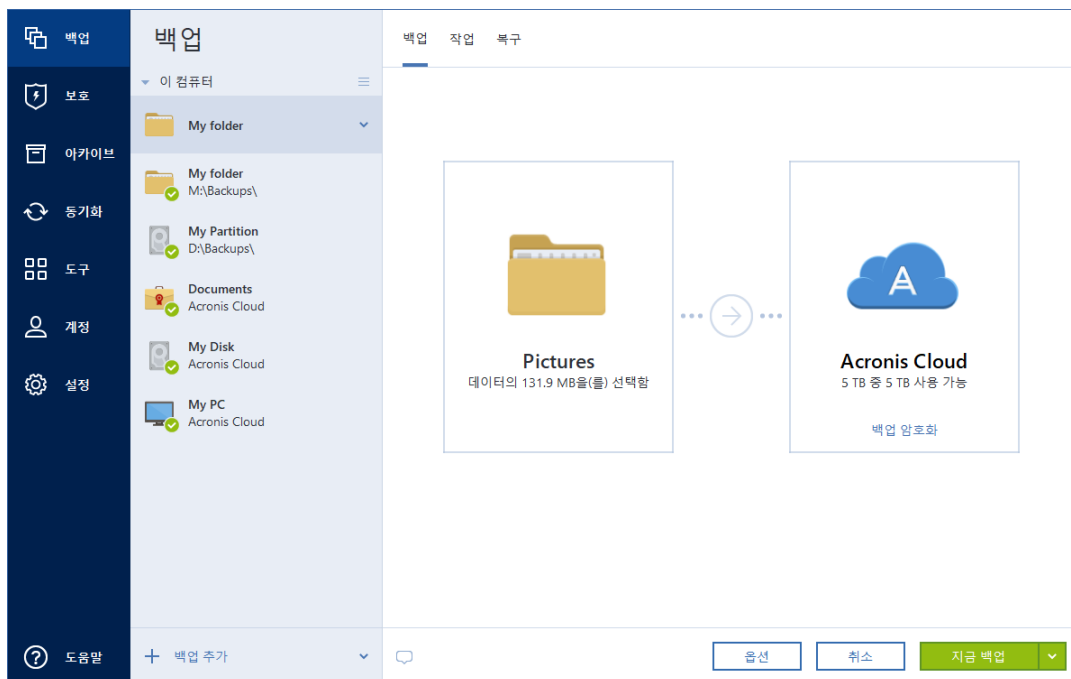 백업
보호
아카이브
동기화
도구
계정
설정
도움말
백업
이 컴퓨터
My folder
My folder
M:\Backups\
My Partition
D:\Backups\
Documents
Acronis Cloud
My Disk
Acronis Cloud
My PC
Acronis Cloud
백업 추가
백업 작업 복구
Pictures
데이터의 131.9 MB을(를) 선택함
Acronis Cloud
5 TB 중 5 TB 사용 가능
백업 암호화
옵션 취소 지금 백업